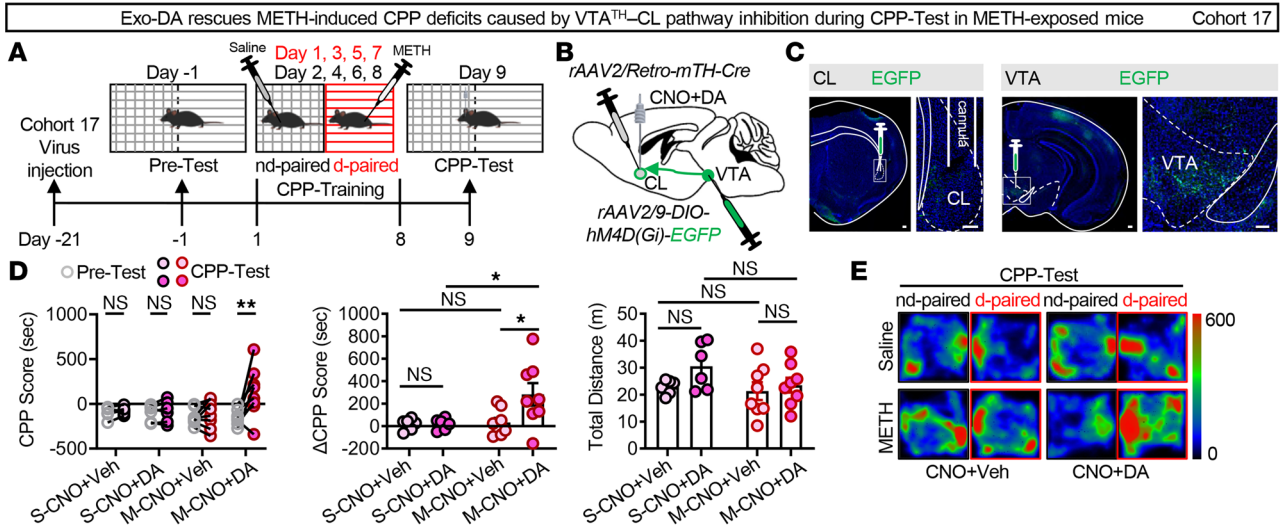 Exo-DA rescues METH-induced CPP deficits caused by VTAᵀᴴ–CL pathway inhibition during CPP-Test in METH-exposed mice Cohort 17
A
Saline
Day 1, 3, 5, 7
METH
Day -1
Day 2, 4, 6, 8
Day 9
Cohort 17
Virus
injection
Pre-Test
nd-paired d-paired
CPP-Test
CPP-Training
Day -21
-1
1
8
9
B
rAAV2/Retro-mTH-Cre
CNO+DA
CL
VTA
rAAV2/9-DIO-
hM4D(Gi)-EGFP
C
CL EGFP
VTA EGFP
cannula
CL
VTA
D
Pre-Test
CPP-Test
NS NS NS **
CPP Score (sec)
1000
500
0
-500
S-CNO+Veh
S-CNO+DA
M-CNO+Veh
M-CNO+DA
*
NS
*
NS
ΔCPP Score (sec)
1000
800
600
400
200
0
-200
S-CNO+Veh
S-CNO+DA
M-CNO+Veh
M-CNO+DA
NS
NS
NS
NS
Total Distance (m)
50
40
30
20
10
0
S-CNO+Veh
S-CNO+DA
M-CNO+Veh
M-CNO+DA
E
CPP-Test
nd-paired d-paired nd-paired d-paired
Saline
METH
600
0
CNO+Veh
CNO+DA